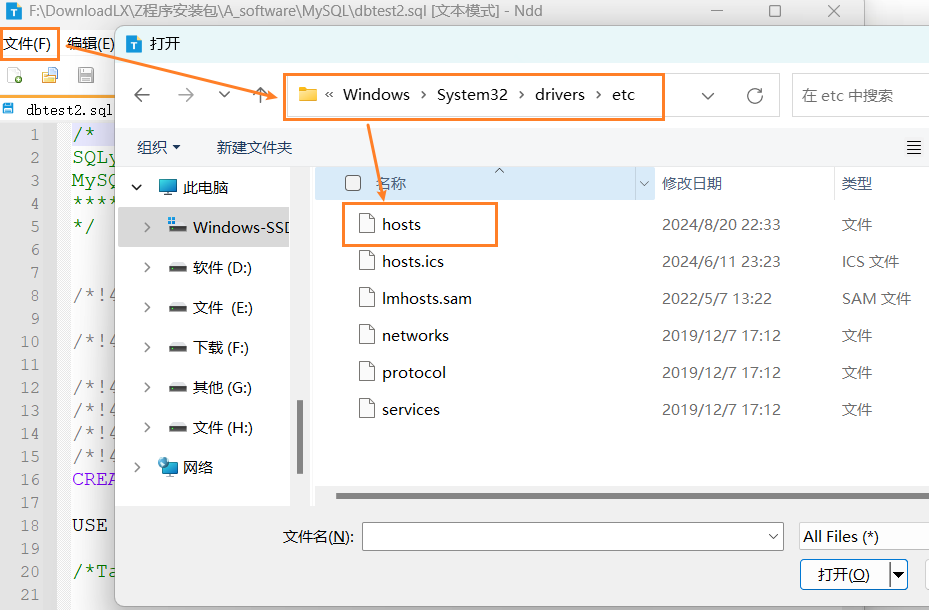 F:\DownloadLX\Z程序安装包\A_software\MySQL\dbtest2.sql [文本模式] - Ndd
文件(F) 编辑(E)
打开
« Windows › System32 › drivers › etc
在 etc 中搜索
dbtest2.sql
组织 新建文件夹
1 /*
2 SQLy
3 MySQ
4 ****
5 */
6
7
8 /*!4
9
10 /*!4
11
12 /*!4
13 /*!4
14 /*!4
15 /*!4
16 CREA
17
18 USE
19
20 /*Ta
21
此电脑
Windows-SSD
软件 (D:)
文件 (E:)
下载 (F:)
其他 (G:)
文件 (H:)
网络
名称 修改日期 类型
hosts 2024/8/20 22:33 文件
hosts.ics 2024/6/11 23:23 ICS 文件
lmhosts.sam 2022/5/7 13:22 SAM 文件
networks 2019/12/7 17:12 文件
protocol 2019/12/7 17:12 文件
services 2019/12/7 17:12 文件
文件名(N): All Files (*)
打开(O)